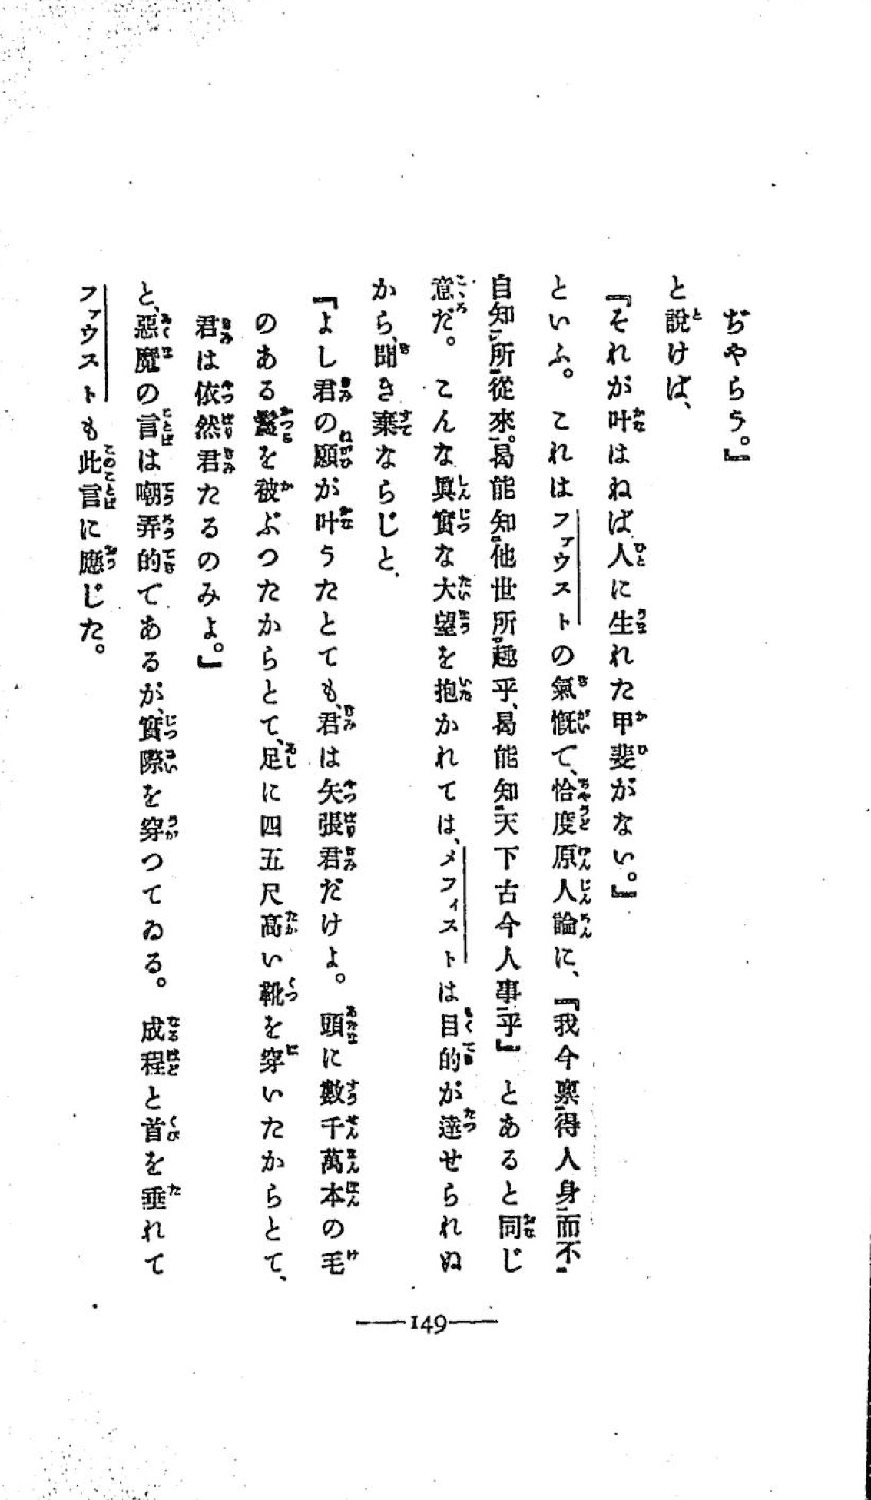 ぢやらう。』
と說けば、
『それが叶はねば人に生れた甲斐がない。』
といふ。これはファウストの氣慨で、恰度原人論に、『我今禀得人身而不
自知所從來。曷能知他世所趣乎、曷能知天下古今人事乎』とあると同じ
意だ。こんな眞實な大望を抱かれては、メフィストは目的が達せられぬ
から、聞き棄ならじと、
『よし君の願が叶うたとても、君は矢張君だけよ。頭に數千萬本の毛
のある鬘を被ぶつたからとて、足に四五尺高い靴を穿いたからとて、
君は依然君たるのみよ。』
と、惡魔の言は嘲弄的であるが、實際を穿つてゐる。成程と首を垂れて
ファウストも此言に應じた。
149